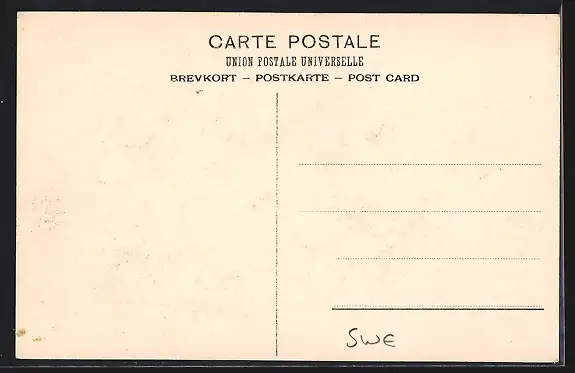 CARTE POSTALE
UNION POSTALE UNIVERSELLE
BREVKORT – POSTKARTE – POST CARD
SWE